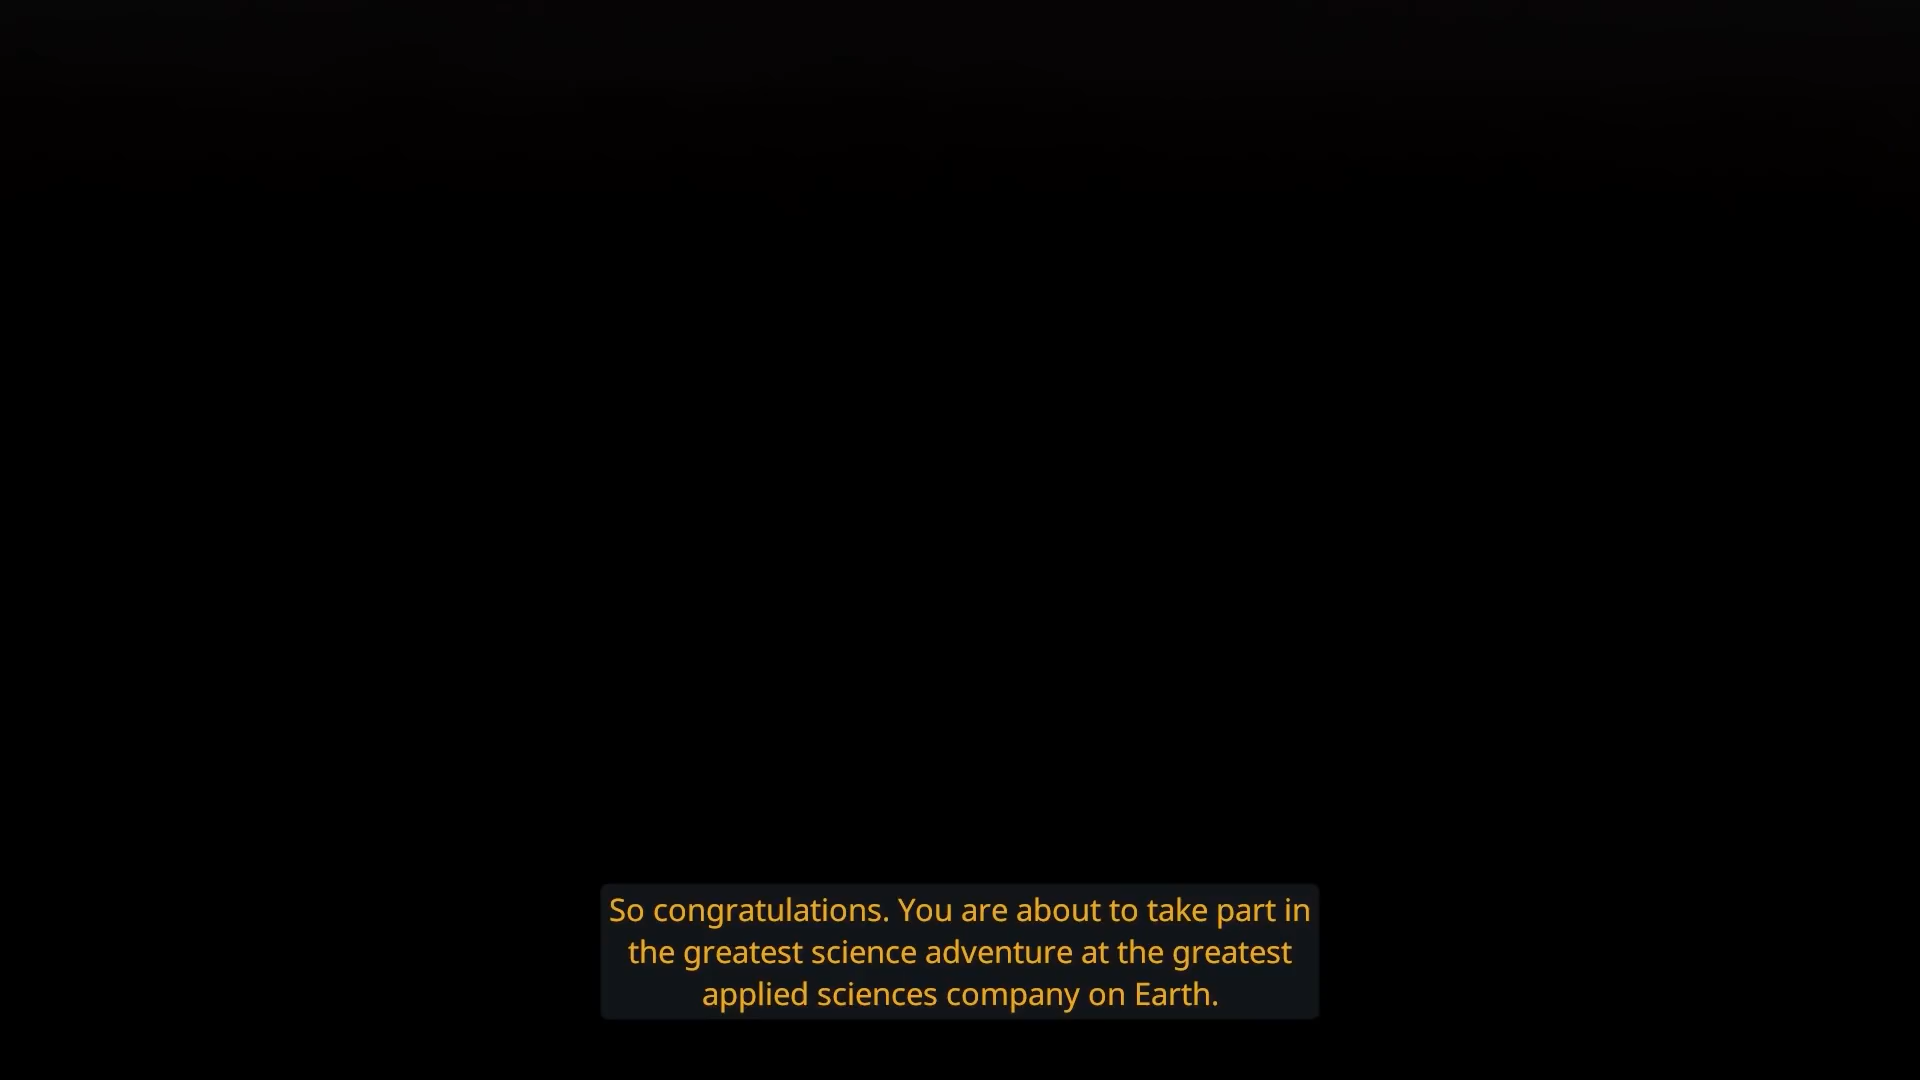 So congratulations. You are about to take part in
the greatest science adventure at the greatest
applied sciences company on Earth.